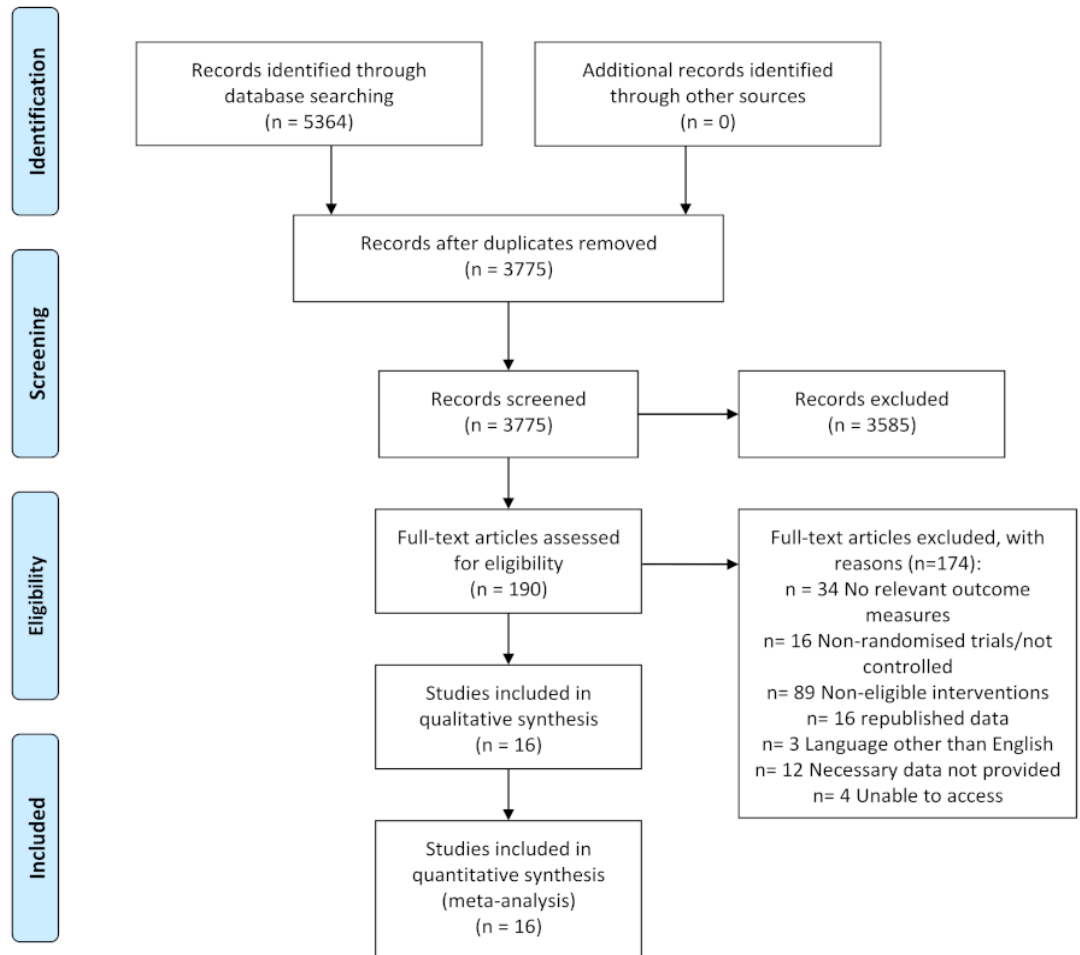 Identification
Records identified through
database searching
(n = 5364)
Additional records identified
through other sources
(n = 0)
Records after duplicates removed
(n = 3775)
Screening
Records screened
(n = 3775)
Records excluded
(n = 3585)
Eligibility
Full-text articles assessed
for eligibility
(n = 190)
Full-text articles excluded, with
reasons (n=174):
n = 34 No relevant outcome
measures
n= 16 Non-randomised trials/not
controlled
n= 89 Non-eligible interventions
n= 16 republished data
n= 3 Language other than English
n= 12 Necessary data not provided
n= 4 Unable to access
Studies included in
qualitative synthesis
(n = 16)
Included
Studies included in
quantitative synthesis
(meta-analysis)
(n = 16)